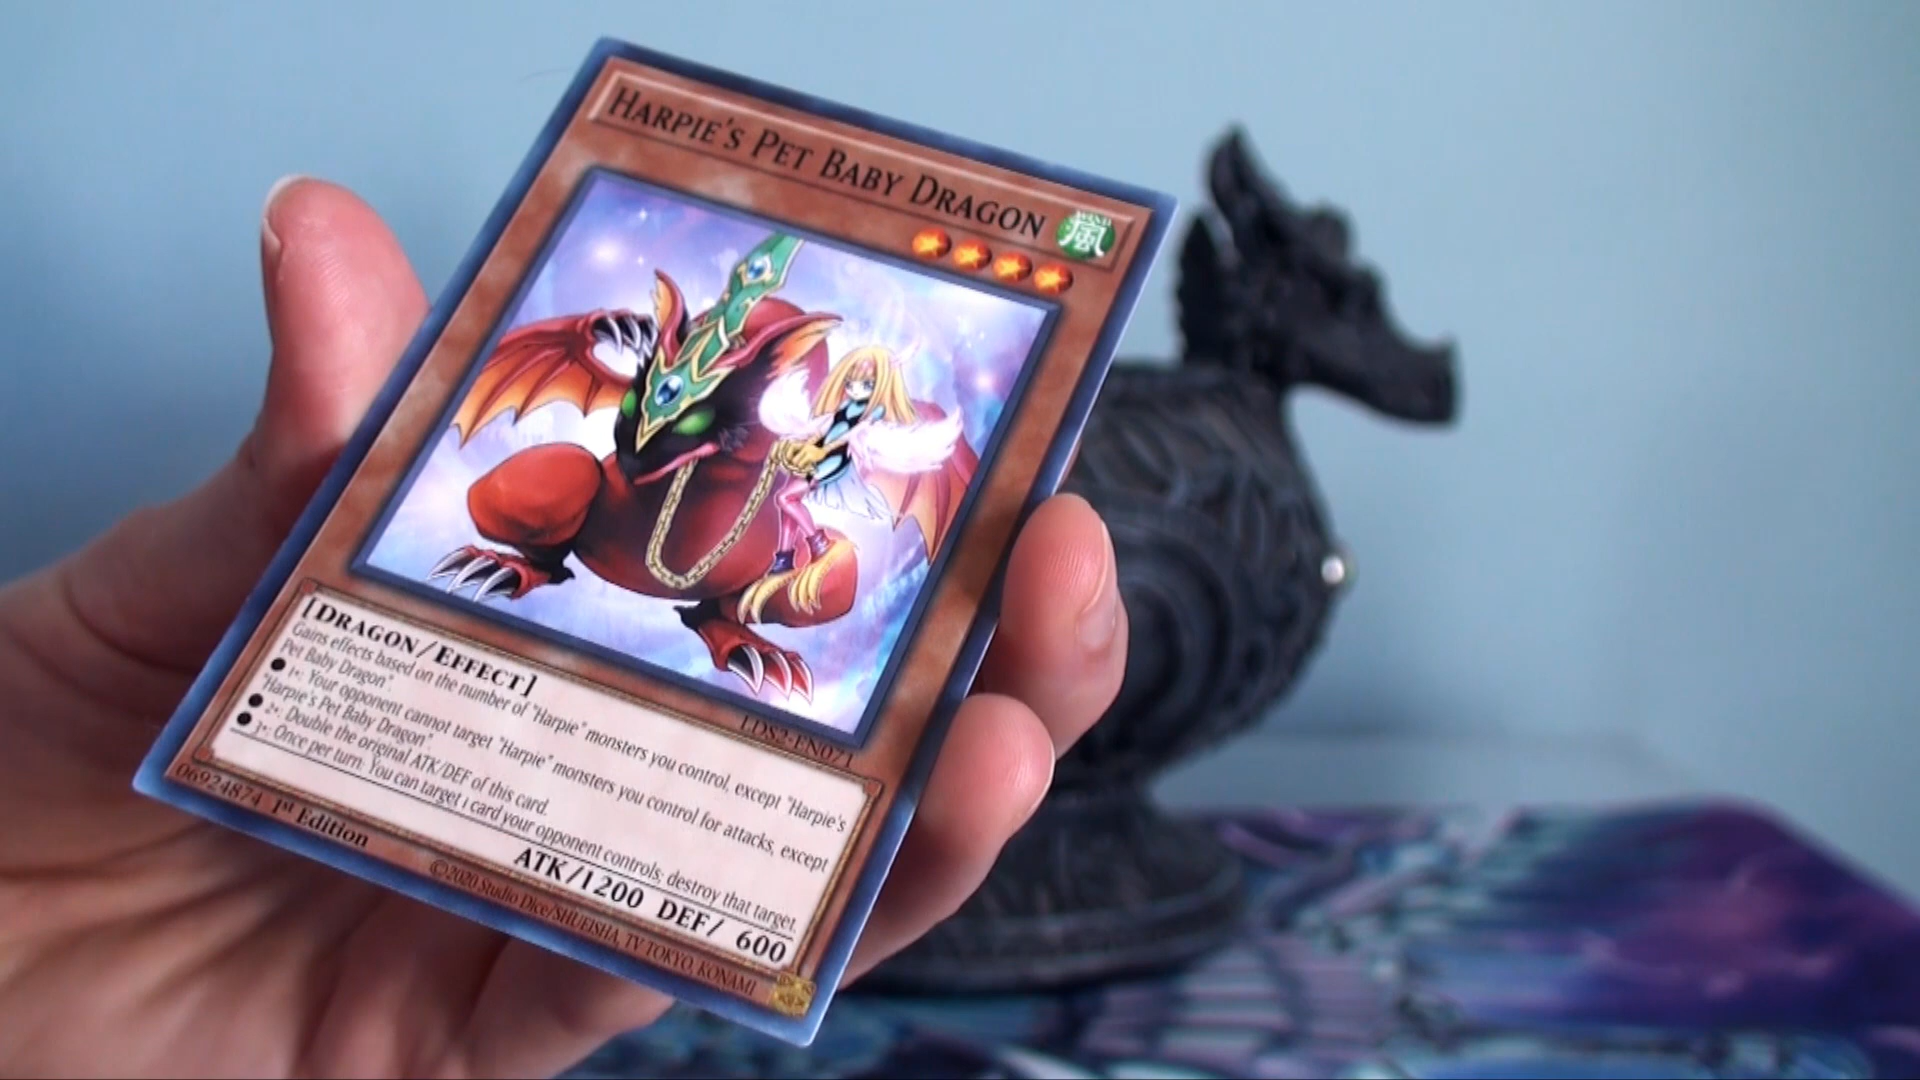 HARPIE'S PET BABY DRAGON
風
LDS2-EN071
[DRAGON/EFFECT]
Gains effects based on the number of "Harpie" monsters you control, except "Harpie's
Pet Baby Dragon".
● 1+: Your opponent cannot target "Harpie" monsters you control for attacks, except
"Harpie's Pet Baby Dragon".
● 2+: Double the original ATK/DEF of this card.
● 3+: Once per turn: You can target 1 card your opponent controls; destroy that target.
ATK/1200 DEF/ 600
06924874 1st Edition
©2020 Studio Dice/SHUEISHA, TV TOKYO, KONAMI